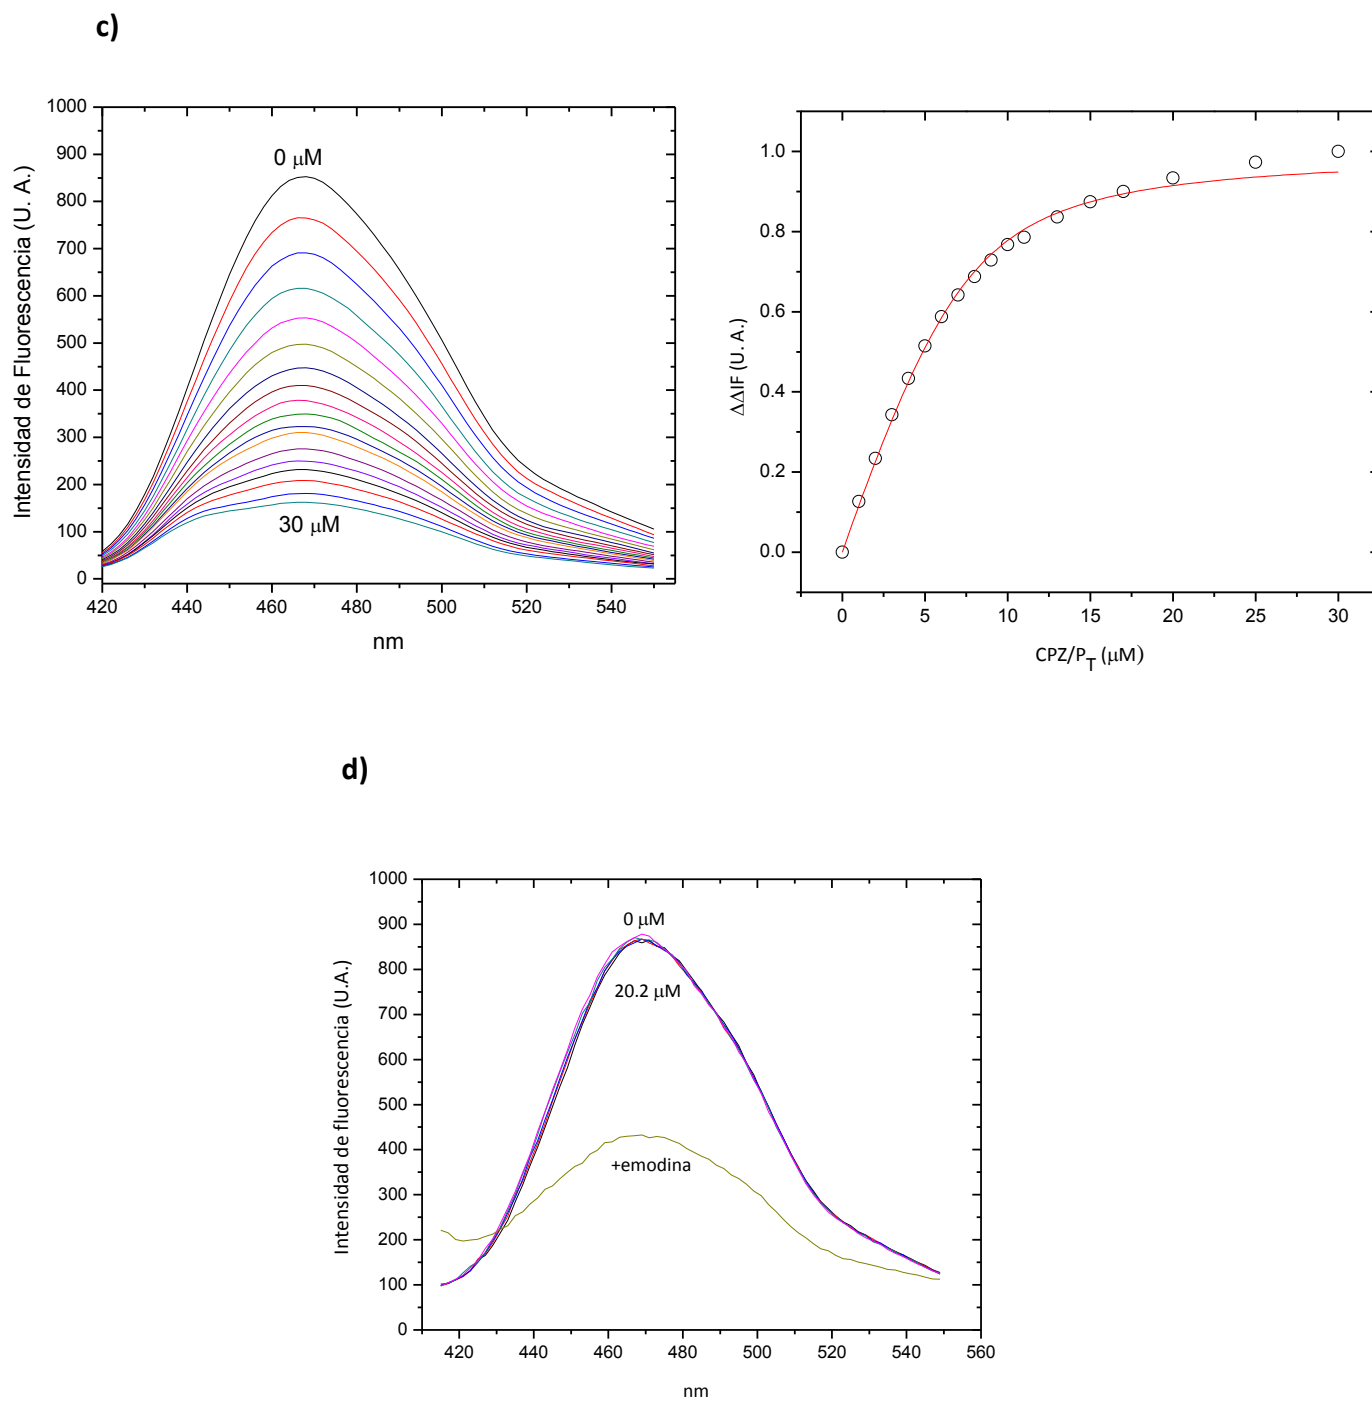 c)
1000
900
800
700
600
500
400
300
200
100
0
Intensidad de Fluorescencia (U. A.)
0 μM
30 μM
420 440 460 480 500 520 540
nm
1.0
0.8
0.6
0.4
0.2
0.0
ΔΔIF (U. A.)
0 5 10 15 20 25 30
CPZ/P_T (μM)
d)
1000
900
800
700
600
500
400
300
200
100
0
Intensidad de fluorescencia (U.A.)
0 μM
20.2 μM
+emodina
420 440 460 480 500 520 540 560
nm